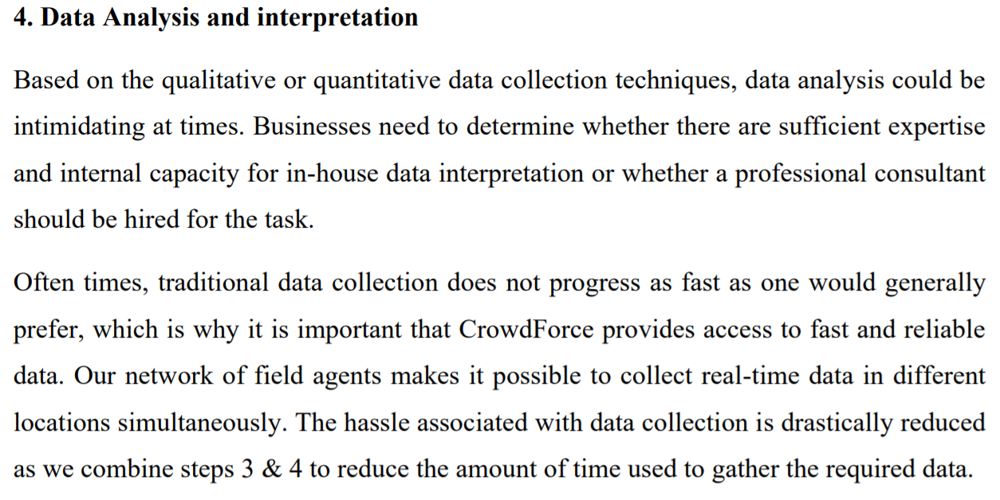 4. Data Analysis and interpretation
Based on the qualitative or quantitative data collection techniques, data analysis could be
intimidating at times. Businesses need to determine whether there are sufficient expertise
and internal capacity for in-house data interpretation or whether a professional consultant
should be hired for the task.
Often times, traditional data collection does not progress as fast as one would generally
prefer, which is why it is important that CrowdForce provides access to fast and reliable
data. Our network of field agents makes it possible to collect real-time data in different
locations simultaneously. The hassle associated with data collection is drastically reduced
as we combine steps 3 & 4 to reduce the amount of time used to gather the required data.